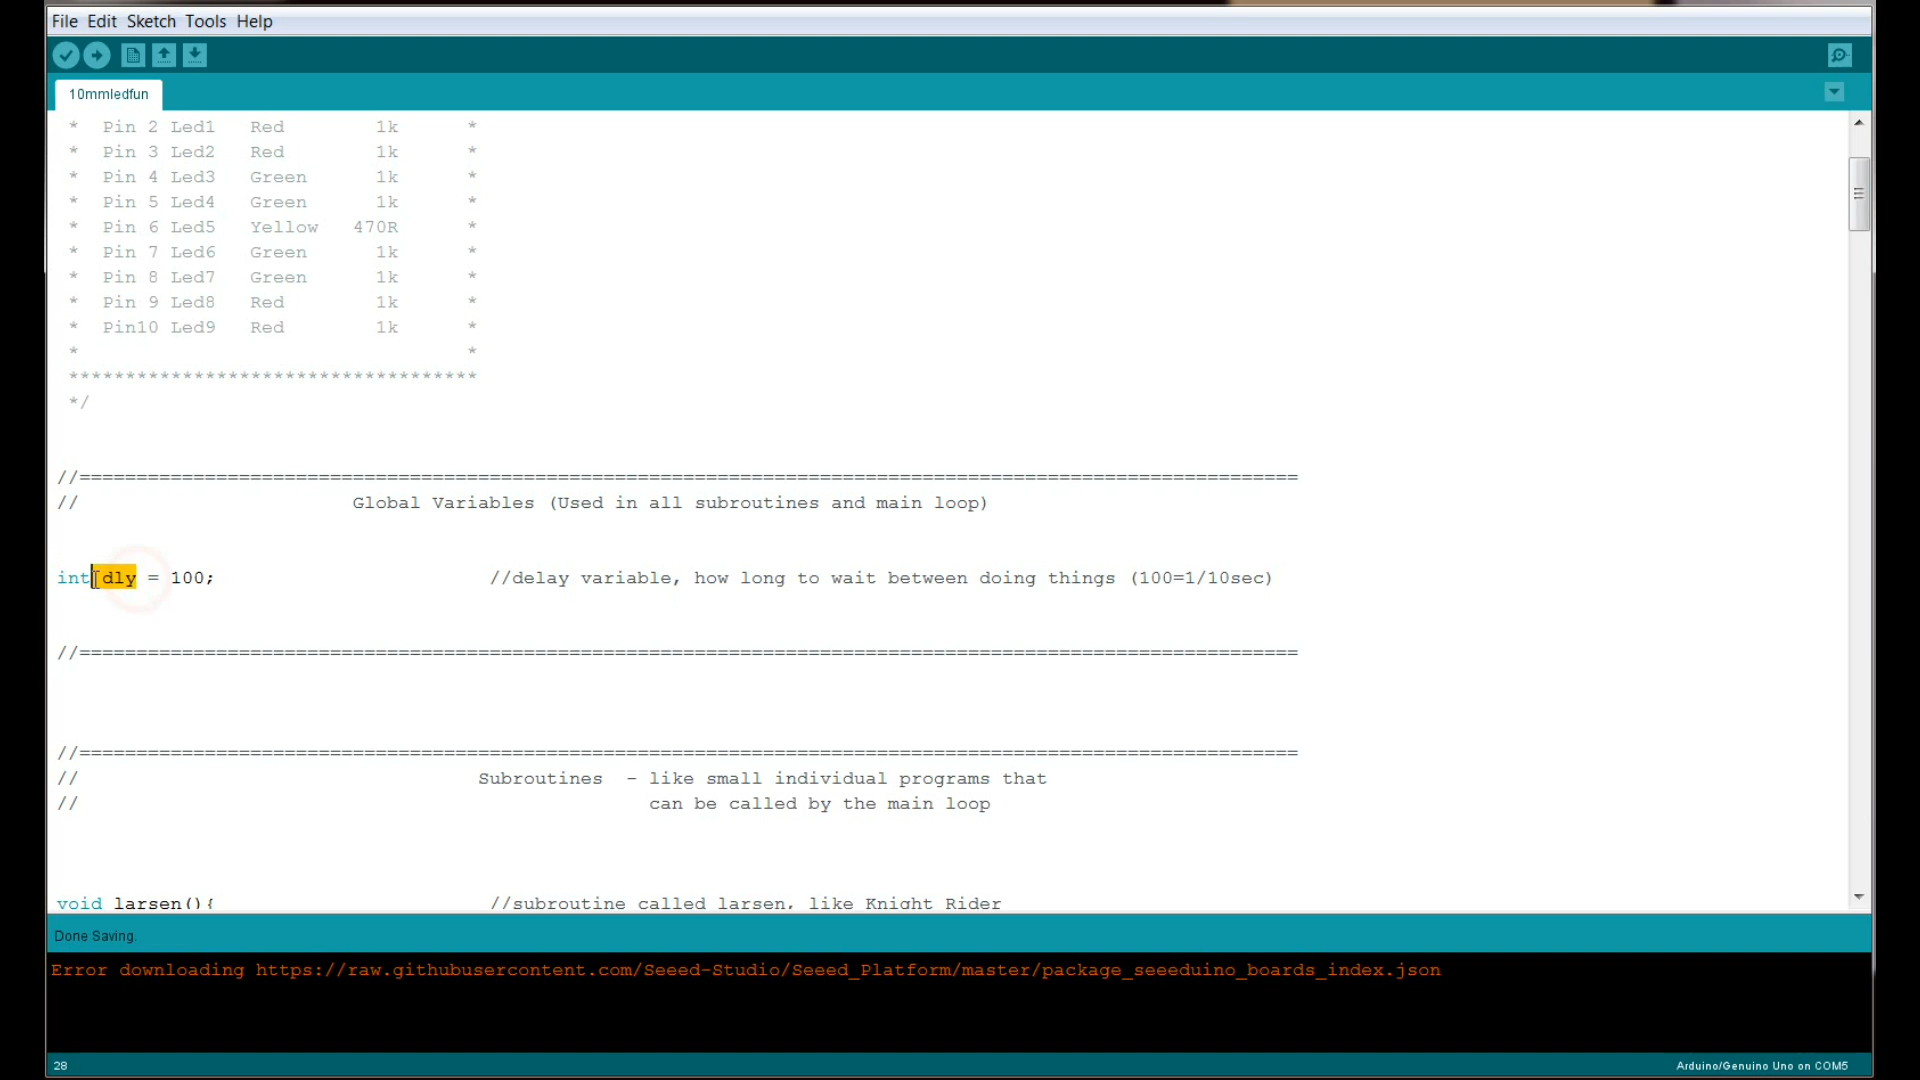 File Edit Sketch Tools Help
10mmledfun
* Pin 2 Led1 Red 1k *
* Pin 3 Led2 Red 1k *
* Pin 4 Led3 Green 1k *
* Pin 5 Led4 Green 1k *
* Pin 6 Led5 Yellow 470R *
* Pin 7 Led6 Green 1k *
* Pin 8 Led7 Green 1k *
* Pin 9 Led8 Red 1k *
* Pin10 Led9 Red 1k *
* *
************************************
*/
//===========================================================================================================
// Global Variables (Used in all subroutines and main loop)
int dly = 100; //delay variable, how long to wait between doing things (100=1/10sec)
//===========================================================================================================
//===========================================================================================================
// Subroutines - like small individual programs that
// can be called by the main loop
void larsen(){ //subroutine called larsen, like Knight Rider
Done Saving.
Error downloading https://raw.githubusercontent.com/Seeed-Studio/Seeed_Platform/master/package_seeeduino_boards_index.json
28 Arduino/Genuino Uno on COM5